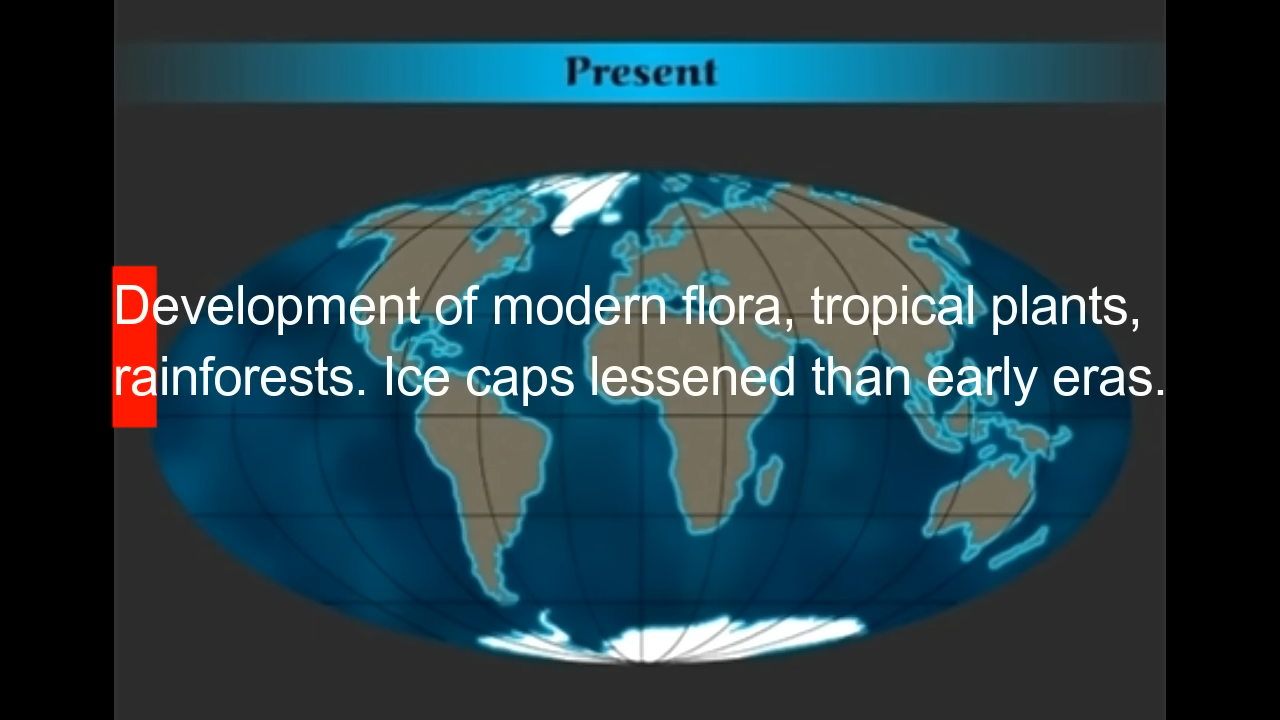 Present
Development of modern flora, tropical plants,
rainforests. Ice caps lessened than early eras.